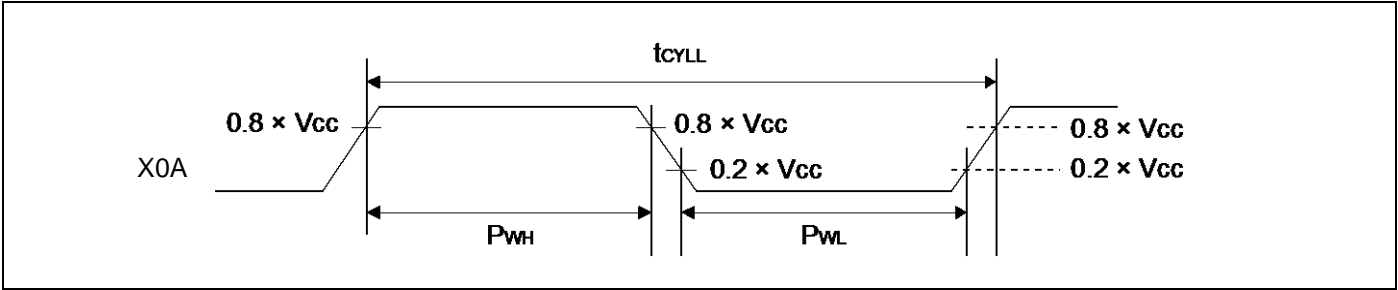 tCYLL
0.8 × VCC
0.8 × VCC
0.8 × VCC
X0A
0.2 × VCC
0.2 × VCC
PWH
PWL